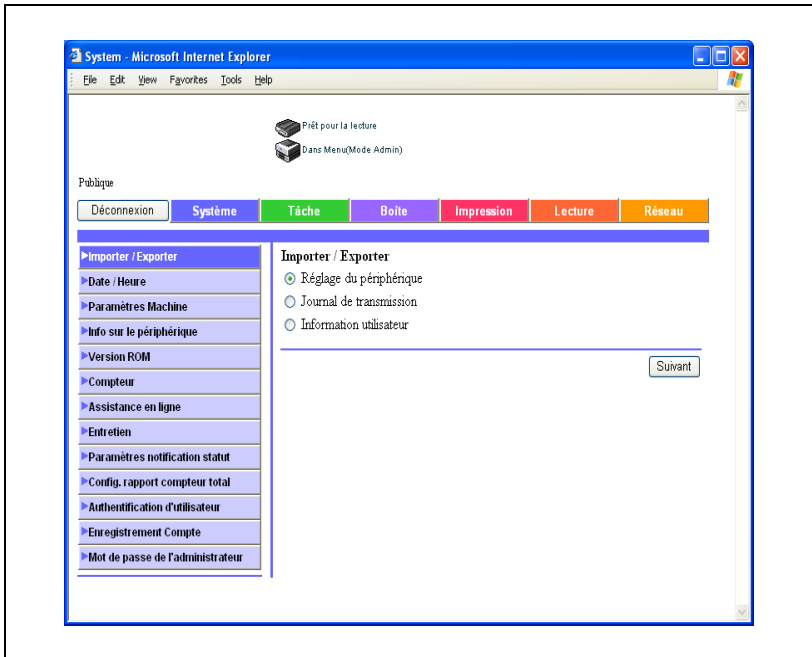 System - Microsoft Internet Explorer
File Edit View Favorites Tools Help
Prêt pour la lecture
Dans Menu(Mode Admin)
Publique
Déconnexion Système Tâche Boîte Impression Lecture Réseau
Importer / Exporter
Date / Heure
Paramètres Machine
Info sur le périphérique
Version ROM
Compteur
Assistance en ligne
Entretien
Paramètres notification statut
Config. rapport compteur total
Authentification d'utilisateur
Enregistrement Compte
Mot de passe de l'administrateur
Importer / Exporter
Réglage du périphérique
Journal de transmission
Information utilisateur
Suivant